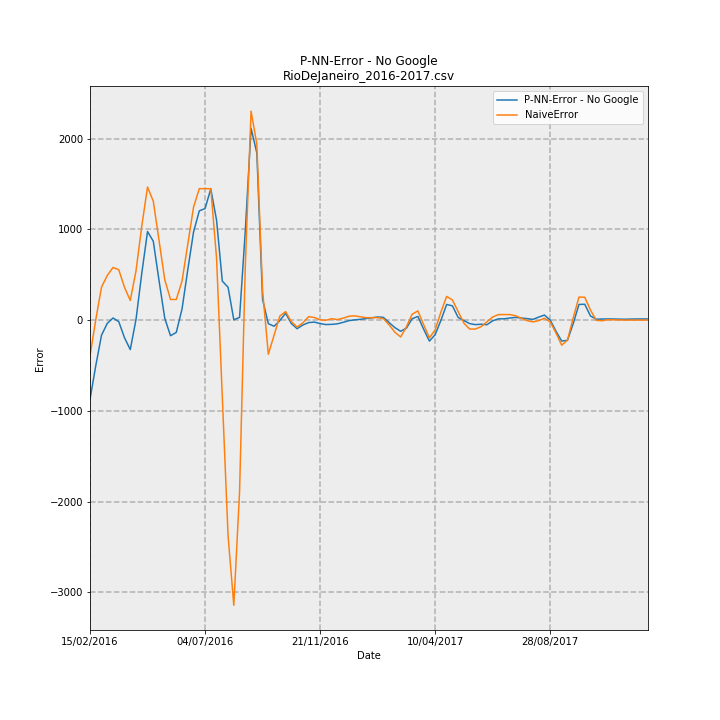 P-NN-Error - No Google
RioDeJaneiro_2016-2017.csv
P-NN-Error - No Google
NaiveError
2000
1000
0
−1000
−2000
−3000
Error
15/02/2016 04/07/2016 21/11/2016 10/04/2017 28/08/2017
Date